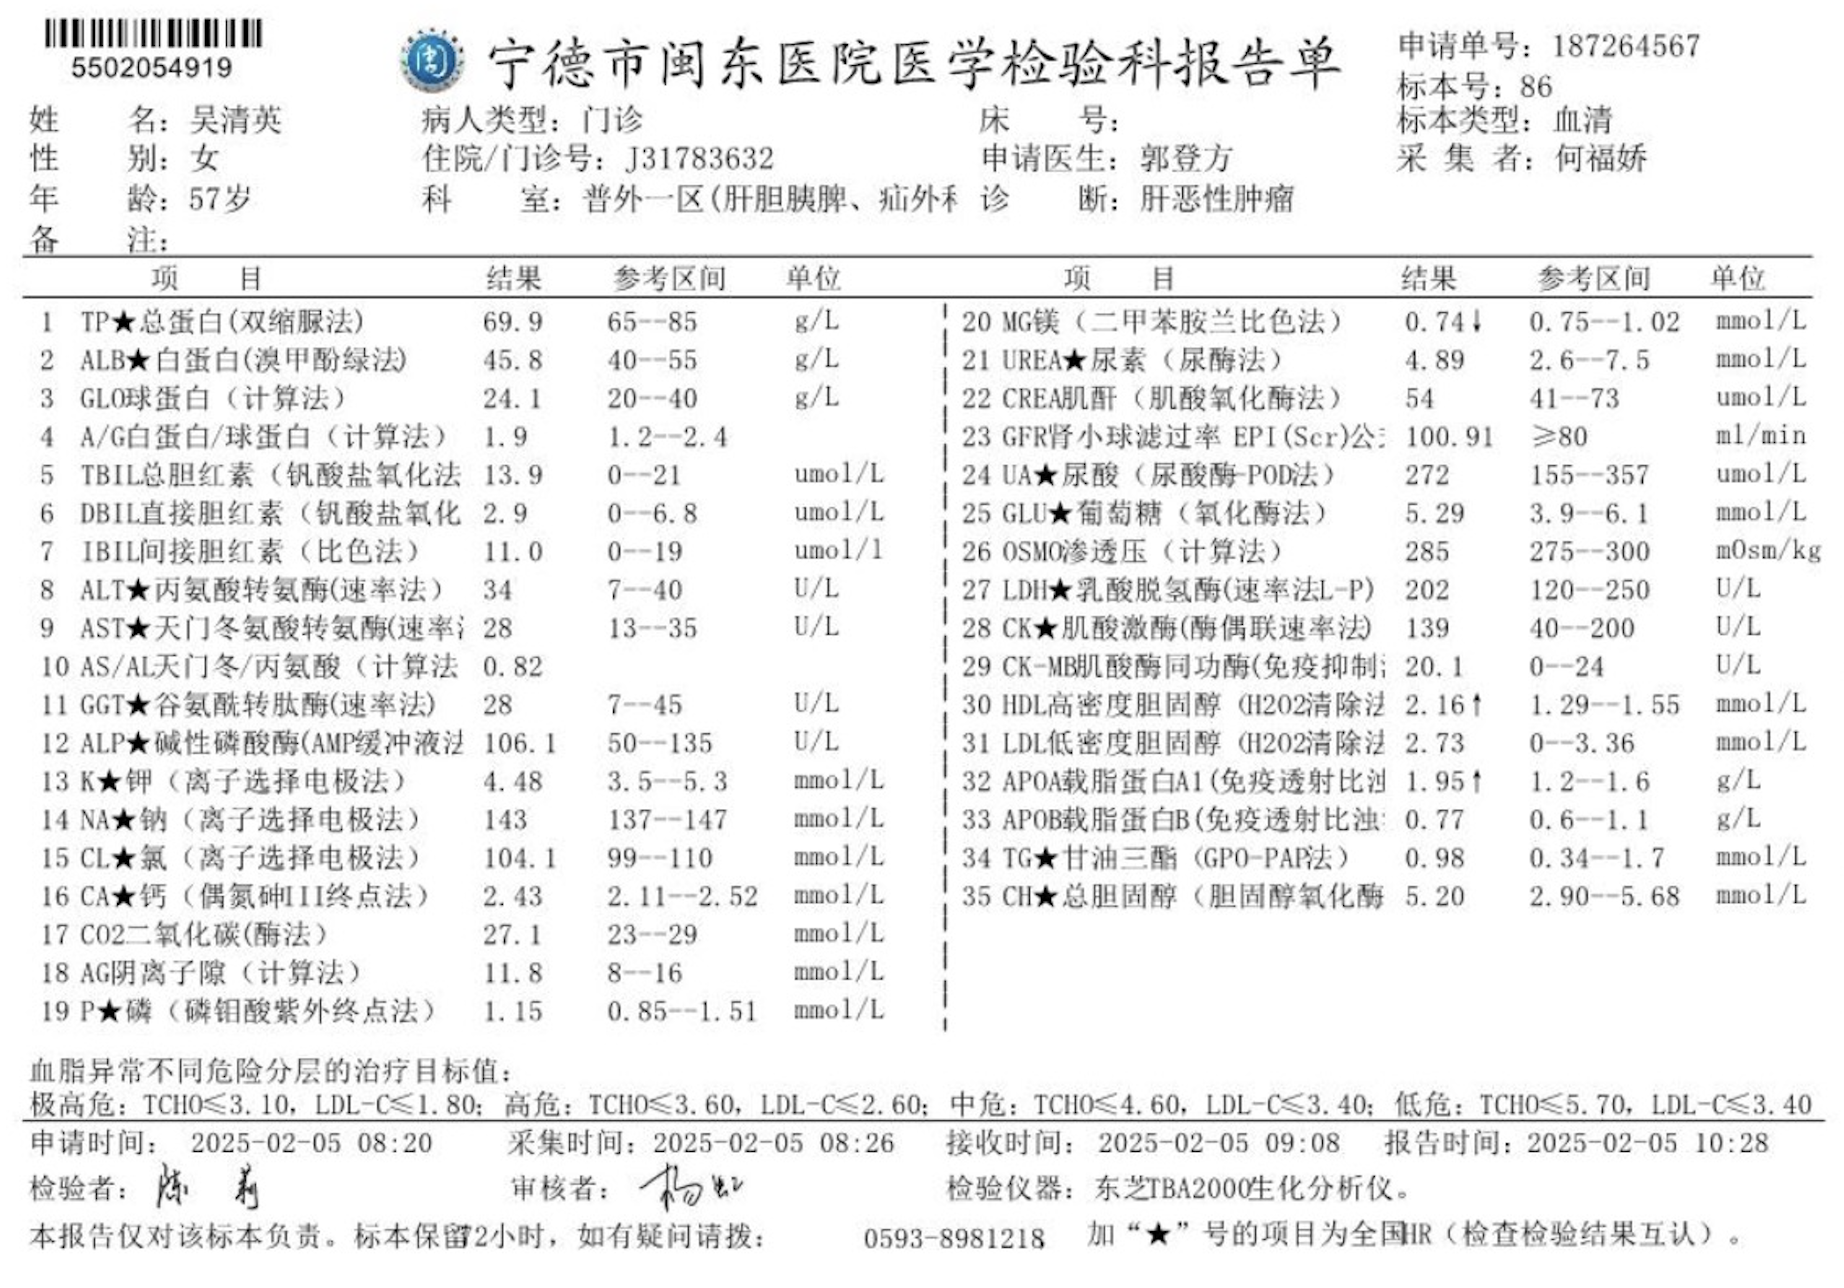 5502054919
宁德市闽东医院医学检验科报告单
申请单号：187264567
标本号：86
姓 名：吴清英 病人类型：门诊 床 号： 标本类型：血清
性 别：女 住院/门诊号：J31783632 申请医生：郭登方 采 集 者：何福娇
年 龄：57岁 科 室：普外一区(肝胆胰脾、疝外 诊 断：肝恶性肿瘤
备 注：
项 目 结果 参考区间 单位 项 目 结果 参考区间 单位
1 TP★总蛋白(双缩脲法) 69.9 65--85 g/L
2 ALB★白蛋白(溴甲酚绿法) 45.8 40--55 g/L
3 GLO球蛋白（计算法） 24.1 20--40 g/L
4 A/G白蛋白/球蛋白（计算法） 1.9 1.2--2.4
5 TBIL总胆红素（钒酸盐氧化法 13.9 0--21 umol/L
6 DBIL直接胆红素（钒酸盐氧化 2.9 0--6.8 umol/L
7 IBIL间接胆红素（比色法） 11.0 0--19 umol/l
8 ALT★丙氨酸转氨酶(速率法） 34 7--40 U/L
9 AST★天门冬氨酸转氨酶(速率 28 13--35 U/L
10 AS/AL天门冬/丙氨酸（计算法 0.82
11 GGT★谷氨酰转肽酶(速率法) 28 7--45 U/L
12 ALP★碱性磷酸酶(AMP缓冲液法 106.1 50--135 U/L
13 K★钾（离子选择电极法） 4.48 3.5--5.3 mmol/L
14 NA★钠（离子选择电极法） 143 137--147 mmol/L
15 CL★氯（离子选择电极法） 104.1 99--110 mmol/L
16 CA★钙（偶氮砷III终点法） 2.43 2.11--2.52 mmol/L
17 CO2二氧化碳(酶法） 27.1 23--29 mmol/L
18 AG阴离子隙（计算法） 11.8 8--16 mmol/L
19 P★磷（磷钼酸紫外终点法） 1.15 0.85--1.51 mmol/L
20 MG镁（二甲苯胺兰比色法） 0.74↓ 0.75--1.02 mmol/L
21 UREA★尿素（尿酶法） 4.89 2.6--7.5 mmol/L
22 CREA肌酐（肌酸氧化酶法） 54 41--73 umol/L
23 GFR肾小球滤过率 EPI(Scr)公 100.91 ≥80 ml/min
24 UA★尿酸（尿酸酶-POD法） 272 155--357 umol/L
25 GLU★葡萄糖（氧化酶法） 5.29 3.9--6.1 mmol/L
26 OSMO渗透压（计算法） 285 275--300 mOsm/kg
27 LDH★乳酸脱氢酶(速率法L-P) 202 120--250 U/L
28 CK★肌酸激酶(酶偶联速率法) 139 40--200 U/L
29 CK-MB肌酸酶同功酶(免疫抑制 20.1 0--24 U/L
30 HDL高密度胆固醇（H2O2清除法 2.16↑ 1.29--1.55 mmol/L
31 LDL低密度胆固醇（H2O2清除法 2.73 0--3.36 mmol/L
32 APOA载脂蛋白A1(免疫透射比浊 1.95↑ 1.2--1.6 g/L
33 APOB载脂蛋白B(免疫透射比浊 0.77 0.6--1.1 g/L
34 TG★甘油三酯（GPO-PAP法） 0.98 0.34--1.7 mmol/L
35 CH★总胆固醇（胆固醇氧化酶 5.20 2.90--5.68 mmol/L
血脂异常不同危险分层的治疗目标值：
极高危：TCHO≤3.10，LDL-C≤1.80；高危：TCHO≤3.60，LDL-C≤2.60；中危：TCHO≤4.60，LDL-C≤3.40；低危：TCHO≤5.70，LDL-C≤3.40
申请时间： 2025-02-05 08:20 采集时间：2025-02-05 08:26 接收时间： 2025-02-05 09:08 报告时间：2025-02-05 10:28
检验者：陈 莉 审核者：杨虹 检验仪器：东芝TBA2000生化分析仪。
本报告仅对该标本负责。标本保留72小时，如有疑问请拨： 0593-8981218 加“★”号的项目为全国HR（检查检验结果互认）。